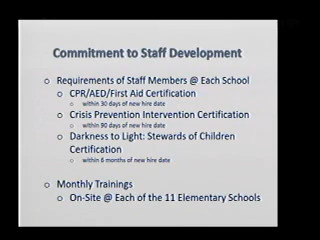 Commitment to Staff Development
o Requirements of Staff Members @ Each School
o CPR/AED/First Aid Certification
o within 30 days of new hire date
o Crisis Prevention Intervention Certification
o within 90 days of new hire date
o Darkness to Light: Stewards of Children
Certification
o within 6 months of new hire date
o Monthly Trainings
o On-Site @ Each of the 11 Elementary Schools